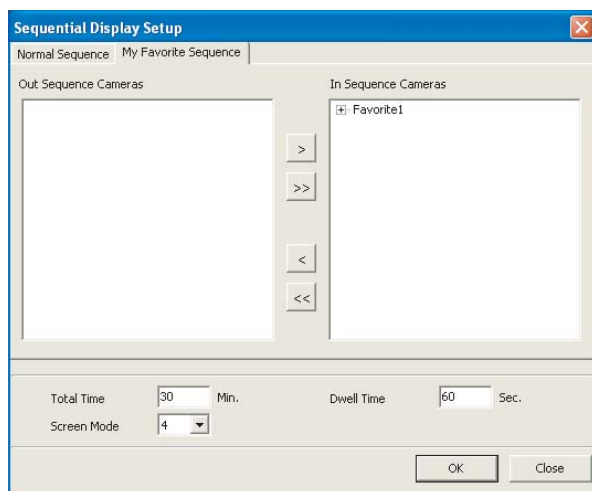 Sequential Display Setup
Normal Sequence My Favorite Sequence
Out Sequence Cameras In Sequence Cameras
Favorite1
>
>>
<
<<
Total Time 30 Min. Dwell Time 60 Sec.
Screen Mode 4
OK Close